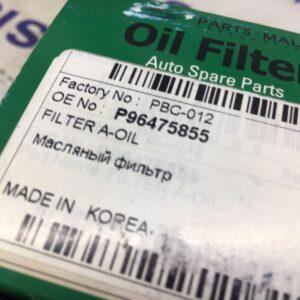 PARTS-MALL
Oil Filter
Auto Spare Parts
Factory No : PBC-012
OE No : P96475855
FILTER A-OIL
Масляный фильтр
MADE IN KOREA